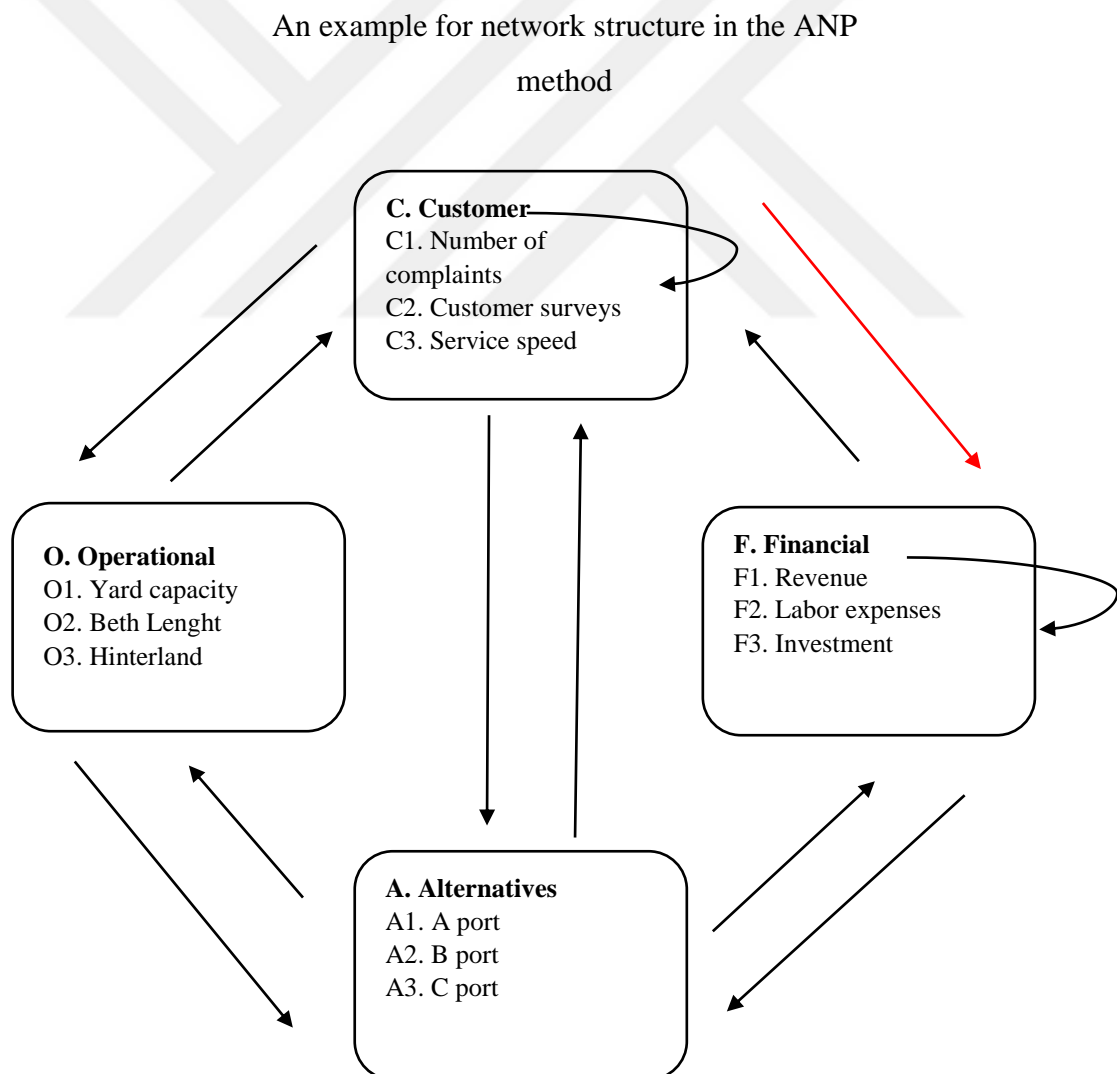 An example for network structure in the ANP
method
C. Customer
C1. Number of
complaints
C2. Customer surveys
C3. Service speed
O. Operational
O1. Yard capacity
O2. Beth Lenght
O3. Hinterland
F. Financial
F1. Revenue
F2. Labor expenses
F3. Investment
A. Alternatives
A1. A port
A2. B port
A3. C port